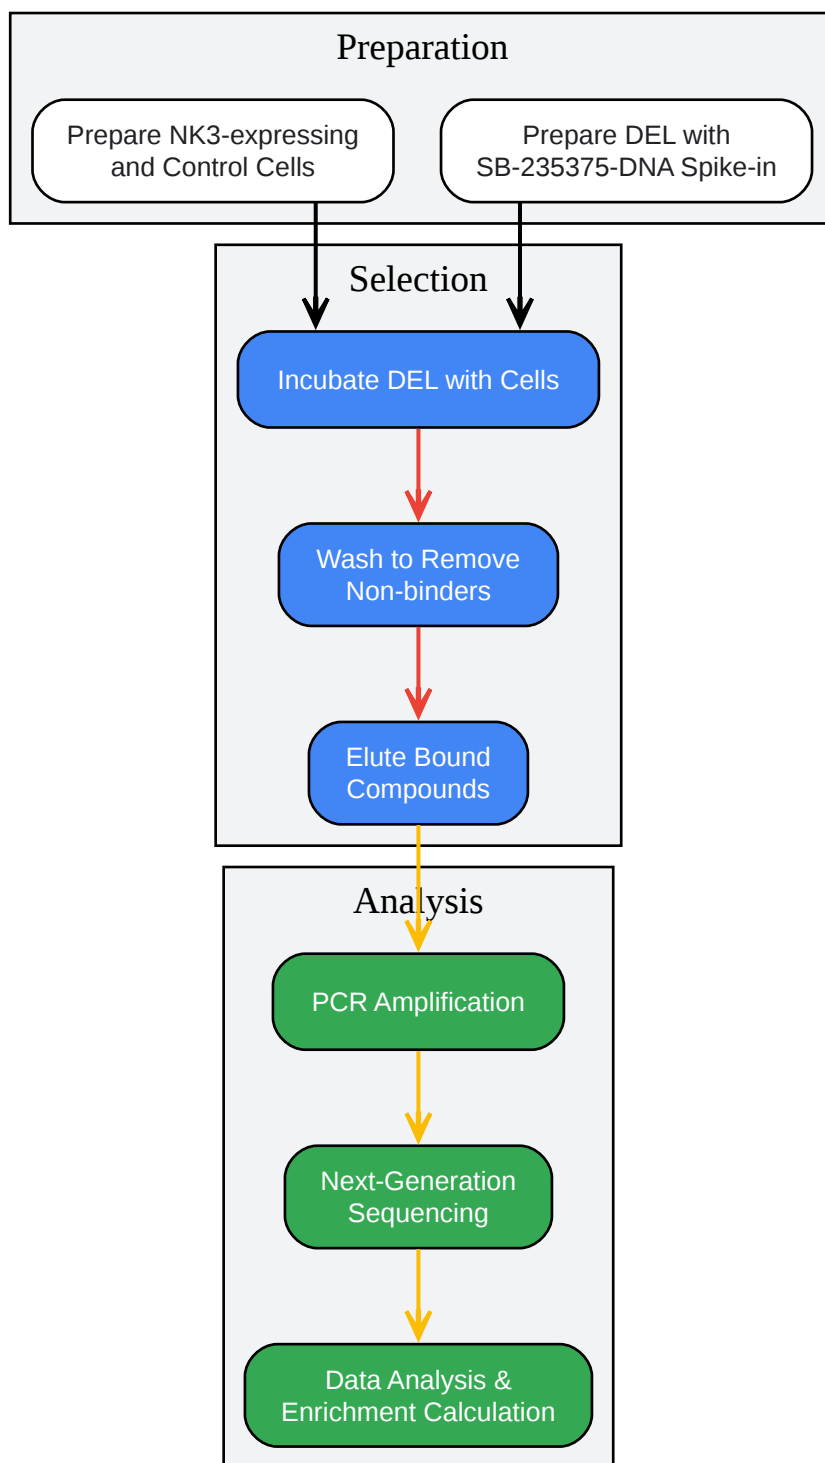 Preparation
Prepare NK3-expressing
and Control Cells
Prepare DEL with
SB-235375-DNA Spike-in
Selection
Incubate DEL with Cells
Wash to Remove
Non-binders
Elute Bound
Compounds
Analysis
PCR Amplification
Next-Generation
Sequencing
Data Analysis &
Enrichment Calculation